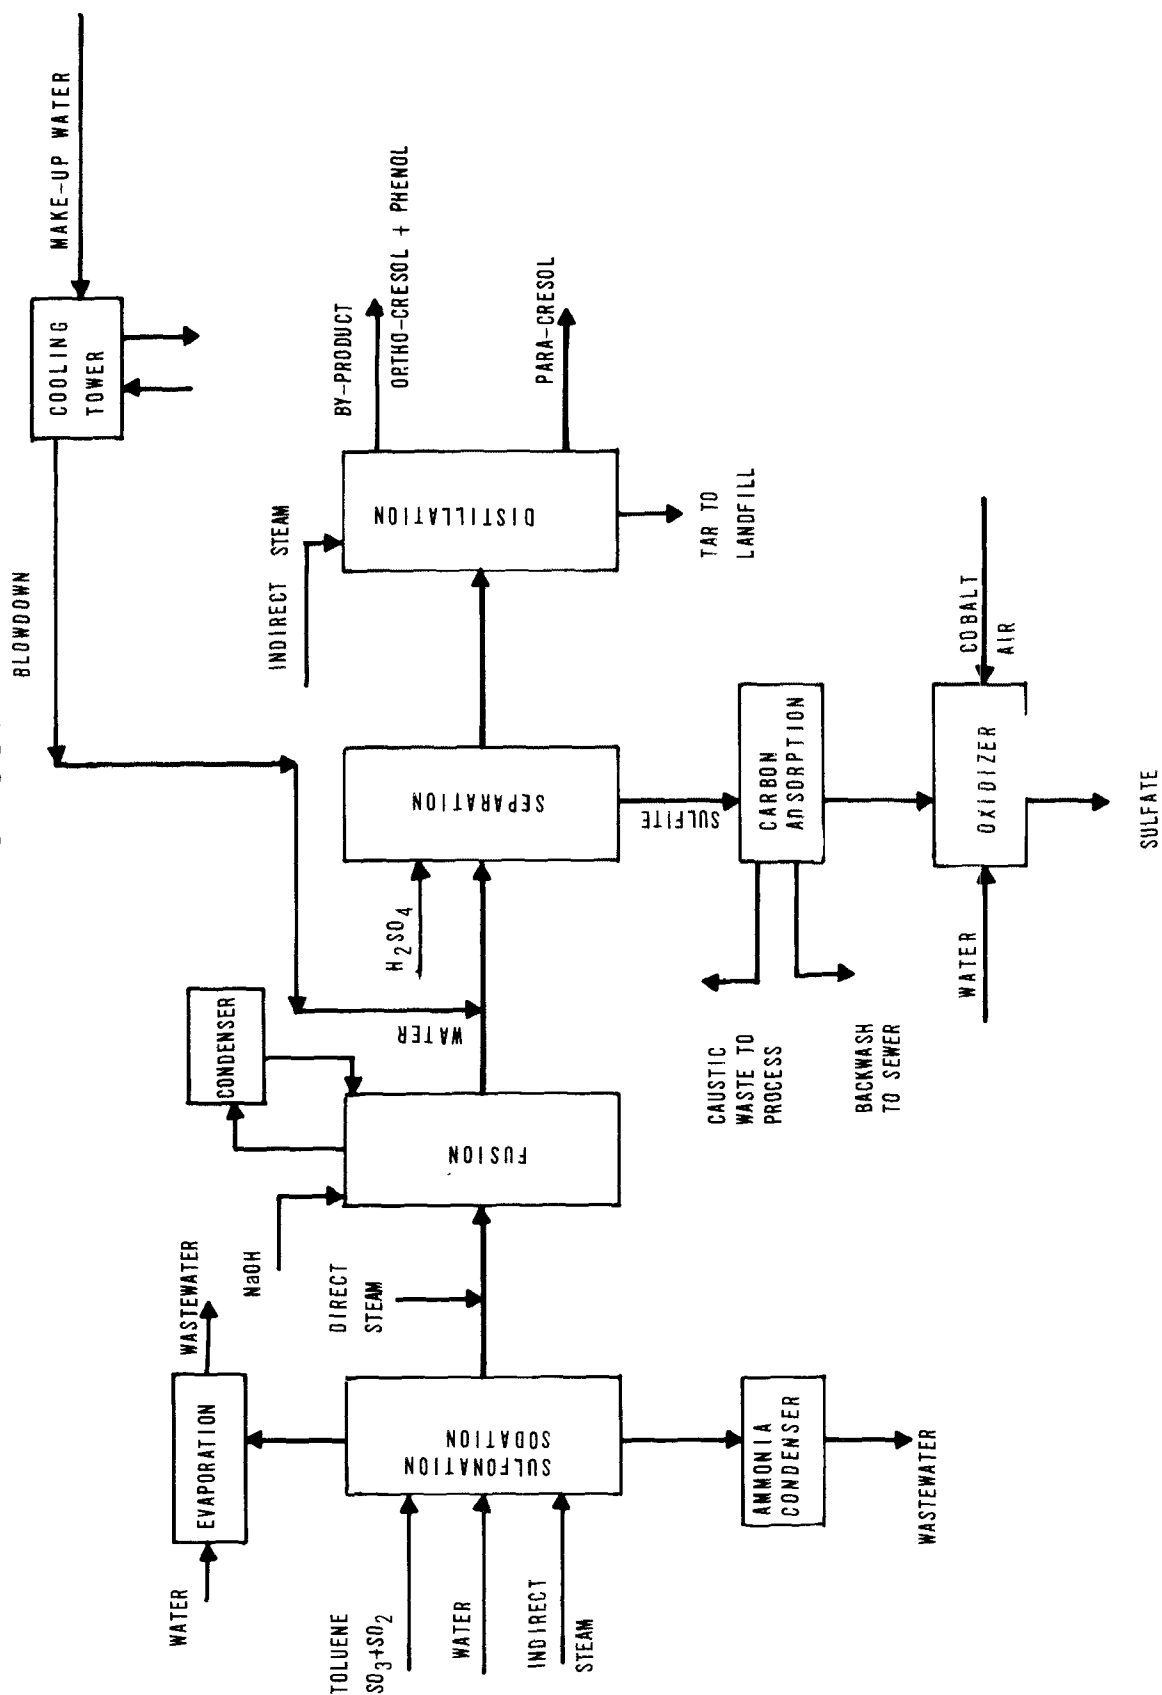 MAKE-UP WATER
COOLING
TOWER
BLOWDOWN
BY-PRODUCT
ORTHO-CRESOL + PHENOL
PARA-CRESOL
INDIRECT STEAM
DISTILLATION
TAR TO
LANDFILL
SEPARATION
H2SO4
SULFITE
CARBON
ADSORPTION
COBALT
AIR
OXIDIZER
WATER
SULFATE
CAUSTIC
WASTE TO
PROCESS
BACKWASH
TO SEWER
CONDENSER
WATER
FUSION
NaOH
DIRECT
STEAM
WASTEWATER
EVAPORATION
WATER
SULFONATION
SODATION
TOLUENE
SO3+SO2
WATER
INDIRECT
STEAM
AMMONIA
CONDENSER
WASTEWATER